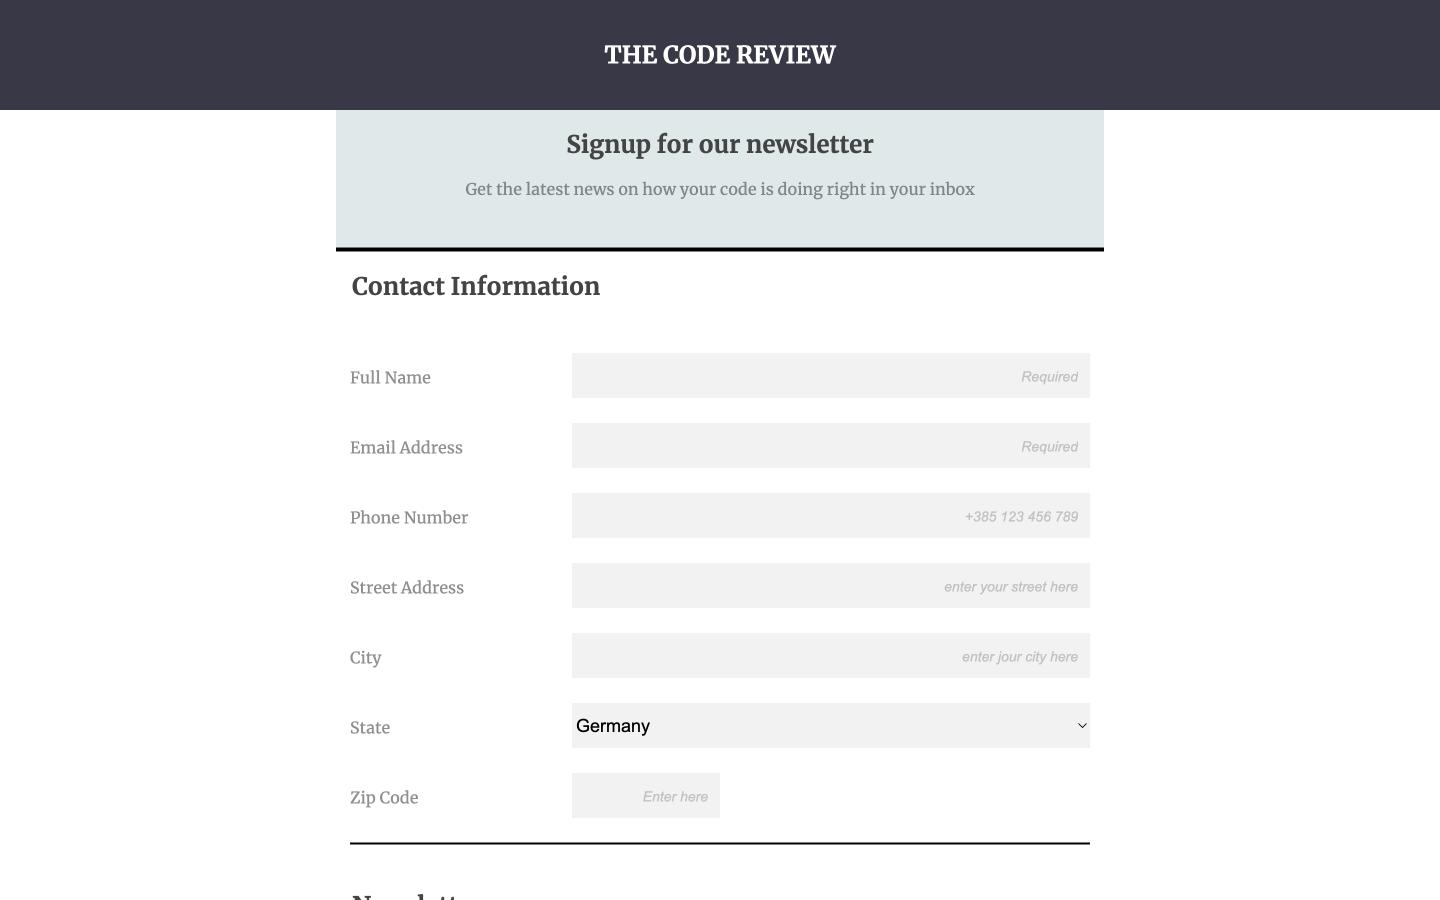 THE CODE REVIEW
Signup for our newsletter
Get the latest news on how your code is doing right in your inbox
Contact Information
Full Name
Required
Email Address
Required
Phone Number
+385 123 456 789
Street Address
enter your street here
City
enter jour city here
State
Germany
Zip Code
Enter here